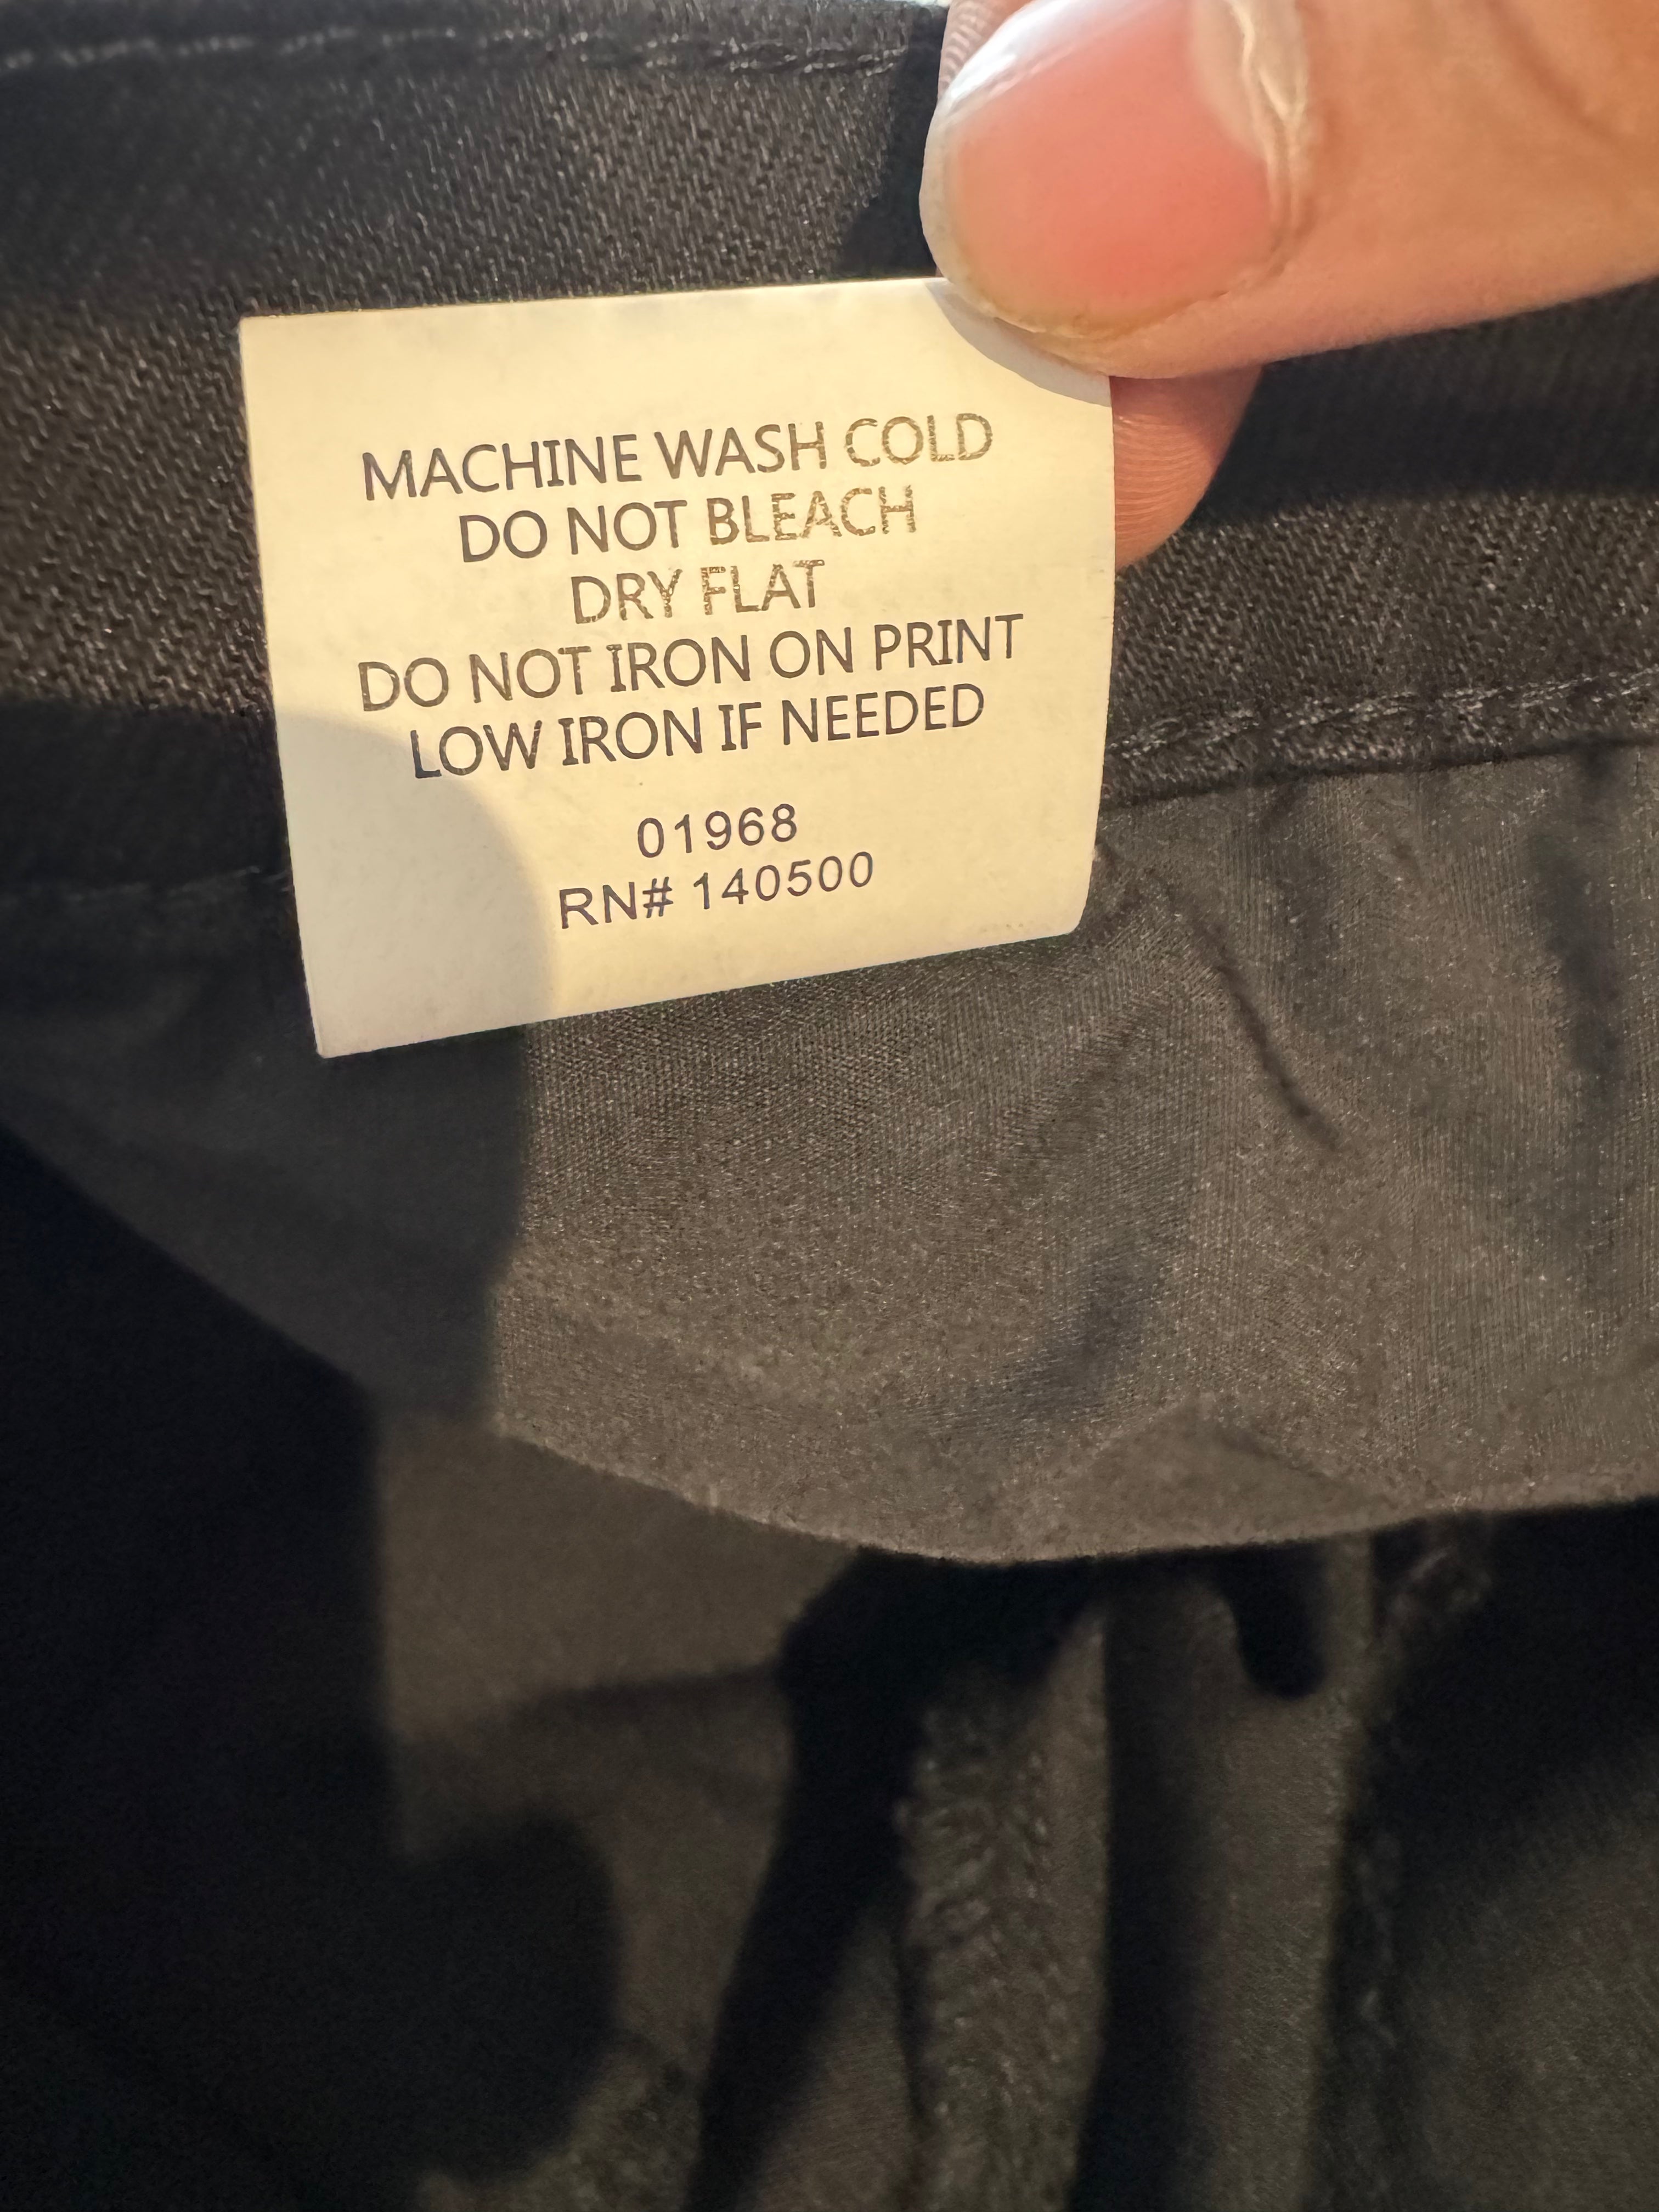 MACHINE WASH COLD
DO NOT BLEACH
DRY FLAT
DO NOT IRON ON PRINT
LOW IRON IF NEEDED
01968
RN# 140500